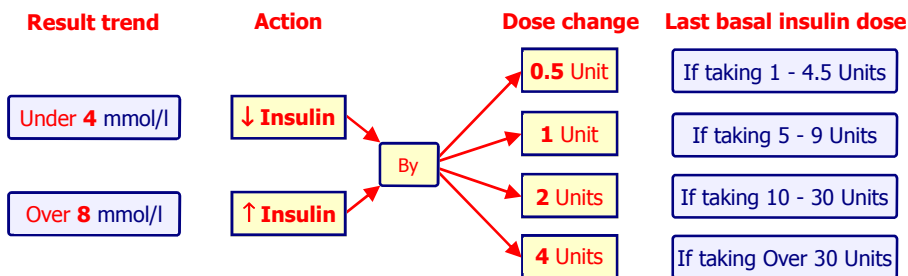 Result trend
Action
Dose change
Last basal insulin dose
0.5 Unit
If taking 1 - 4.5 Units
Under 4 mmol/l
↓ Insulin
1 Unit
If taking 5 - 9 Units
By
Over 8 mmol/l
↑ Insulin
2 Units
If taking 10 - 30 Units
4 Units
If taking Over 30 Units